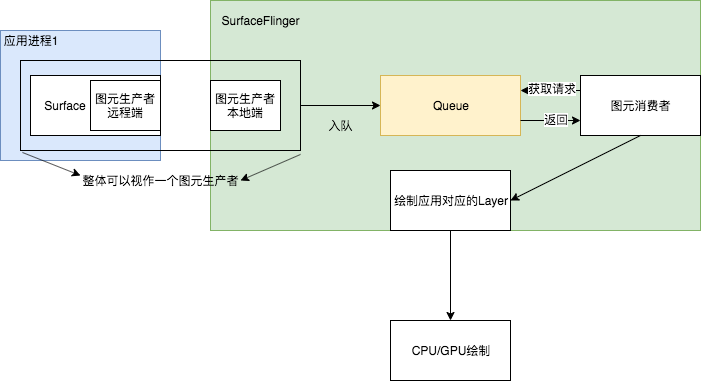 SurfaceFlinger
应用进程1
Surface
图元生产者
远程端
图元生产者
本地端
入队
Queue
获取请求
返回
图元消费者
整体可以视作一个图元生产者
绘制应用对应的Layer
CPU/GPU绘制